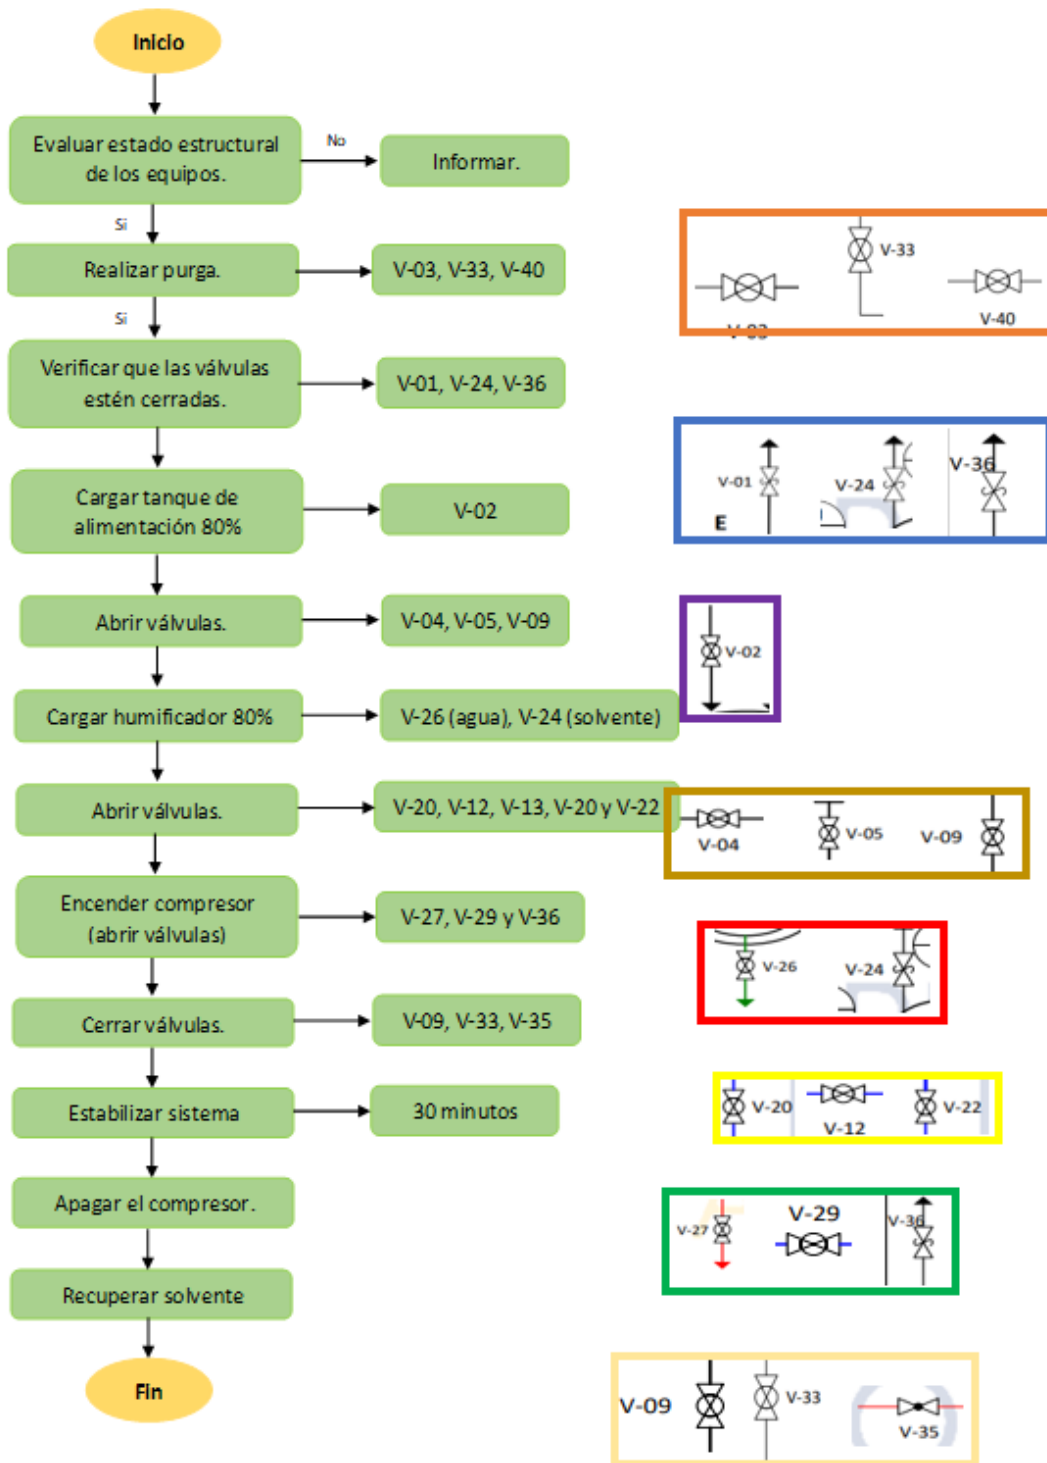 Inicio
Evaluar estado estructural
de los equipos.
No
Informar.
Si
Realizar purga.
V-03, V-33, V-40
Si
Verificar que las válvulas
estén cerradas.
V-01, V-24, V-36
Cargar tanque de
alimentación 80%
V-02
Abrir válvulas.
V-04, V-05, V-09
Cargar humificador 80%
V-26 (agua), V-24 (solvente)
Abrir válvulas.
V-20, V-12, V-13, V-20 y V-22
Encender compresor
(abrir válvulas)
V-27, V-29 y V-36
Cerrar válvulas.
V-09, V-33, V-35
Estabilizar sistema
30 minutos
Apagar el compresor.
Recuperar solvente
Fin
V-33
V-03
V-40
V-01
V-24
V-36
E
V-02
V-04
V-05
V-09
V-26
V-24
V-20
V-12
V-22
V-27
V-29
V-36
V-09
V-33
V-35